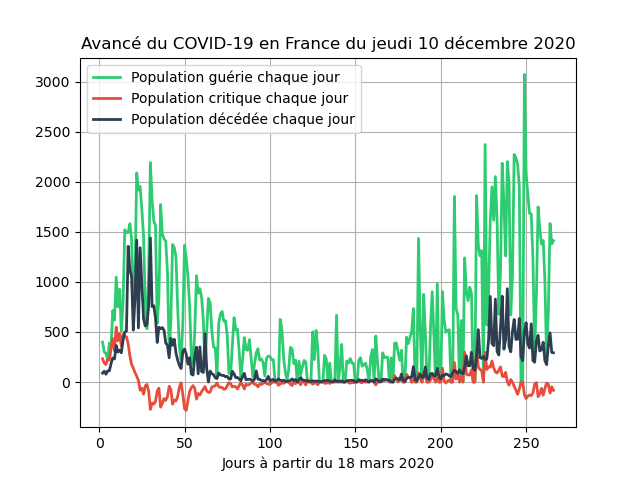 Avancé du COVID-19 en France du jeudi 10 décembre 2020
Population guérie chaque jour
Population critique chaque jour
Population décédée chaque jour
3000
2500
2000
1500
1000
500
0
0 50 100 150 200 250
Jours à partir du 18 mars 2020